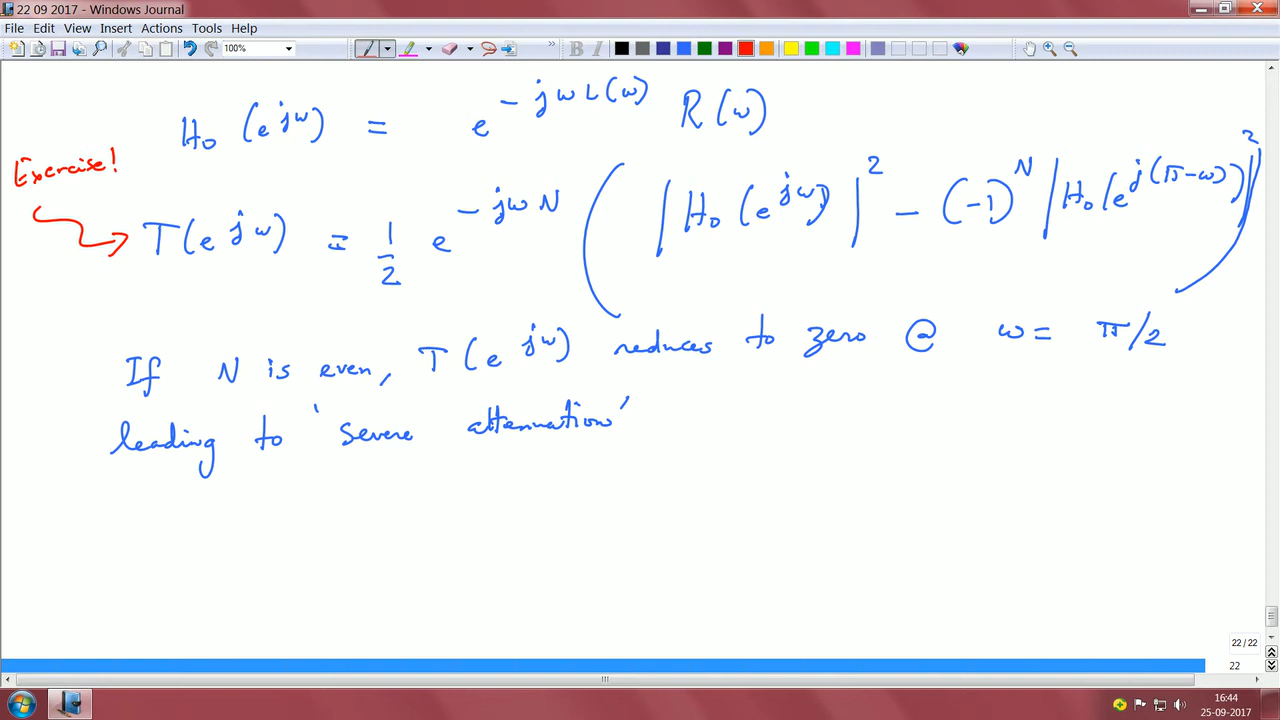 22 09 2017 - Windows Journal
File Edit View Insert Actions Tools Help
100%
H₀ (e^{jω}) = e^{-jωL(ω)} R(ω)
Exercise!
T(e^{jω}) = 1/2 e^{-jωN} ( |H₀(e^{jω})|² - (-1)^N |H₀(e^{j(π-ω)})|² )
If N is even, T(e^{jω}) reduces to zero @ ω = π/2
leading to 'severe attenuation'
22 / 22
22
16:44
25-09-2017